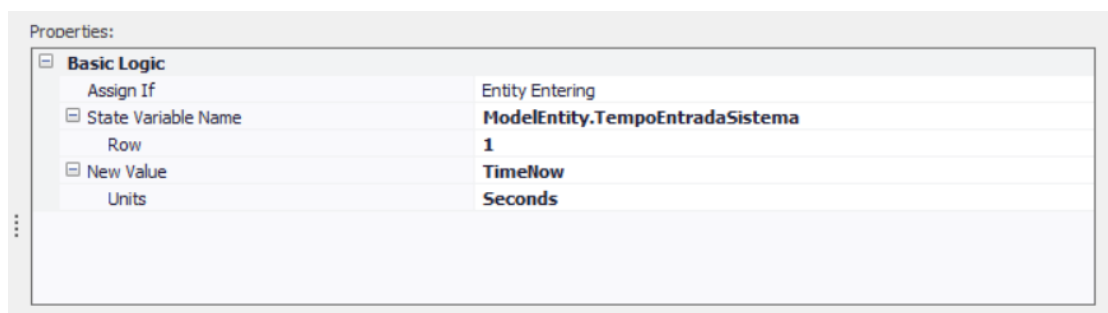 Properties:
Basic Logic
Assign If Entity Entering
State Variable Name ModelEntity.TempoEntradaSistema
Row 1
New Value TimeNow
Units Seconds